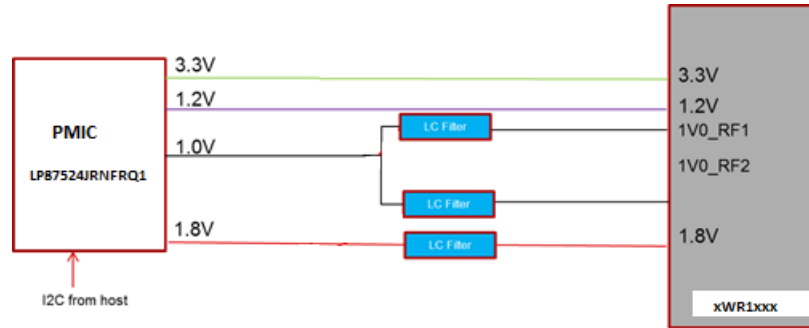 PMIC
LP87524JRNFRQ1
I2C from host
3.3V
1.2V
1.0V
1.8V
LC Filter
LC Filter
LC Filter
3.3V
1.2V
1V0_RF1
1V0_RF2
1.8V
xWR1xxx